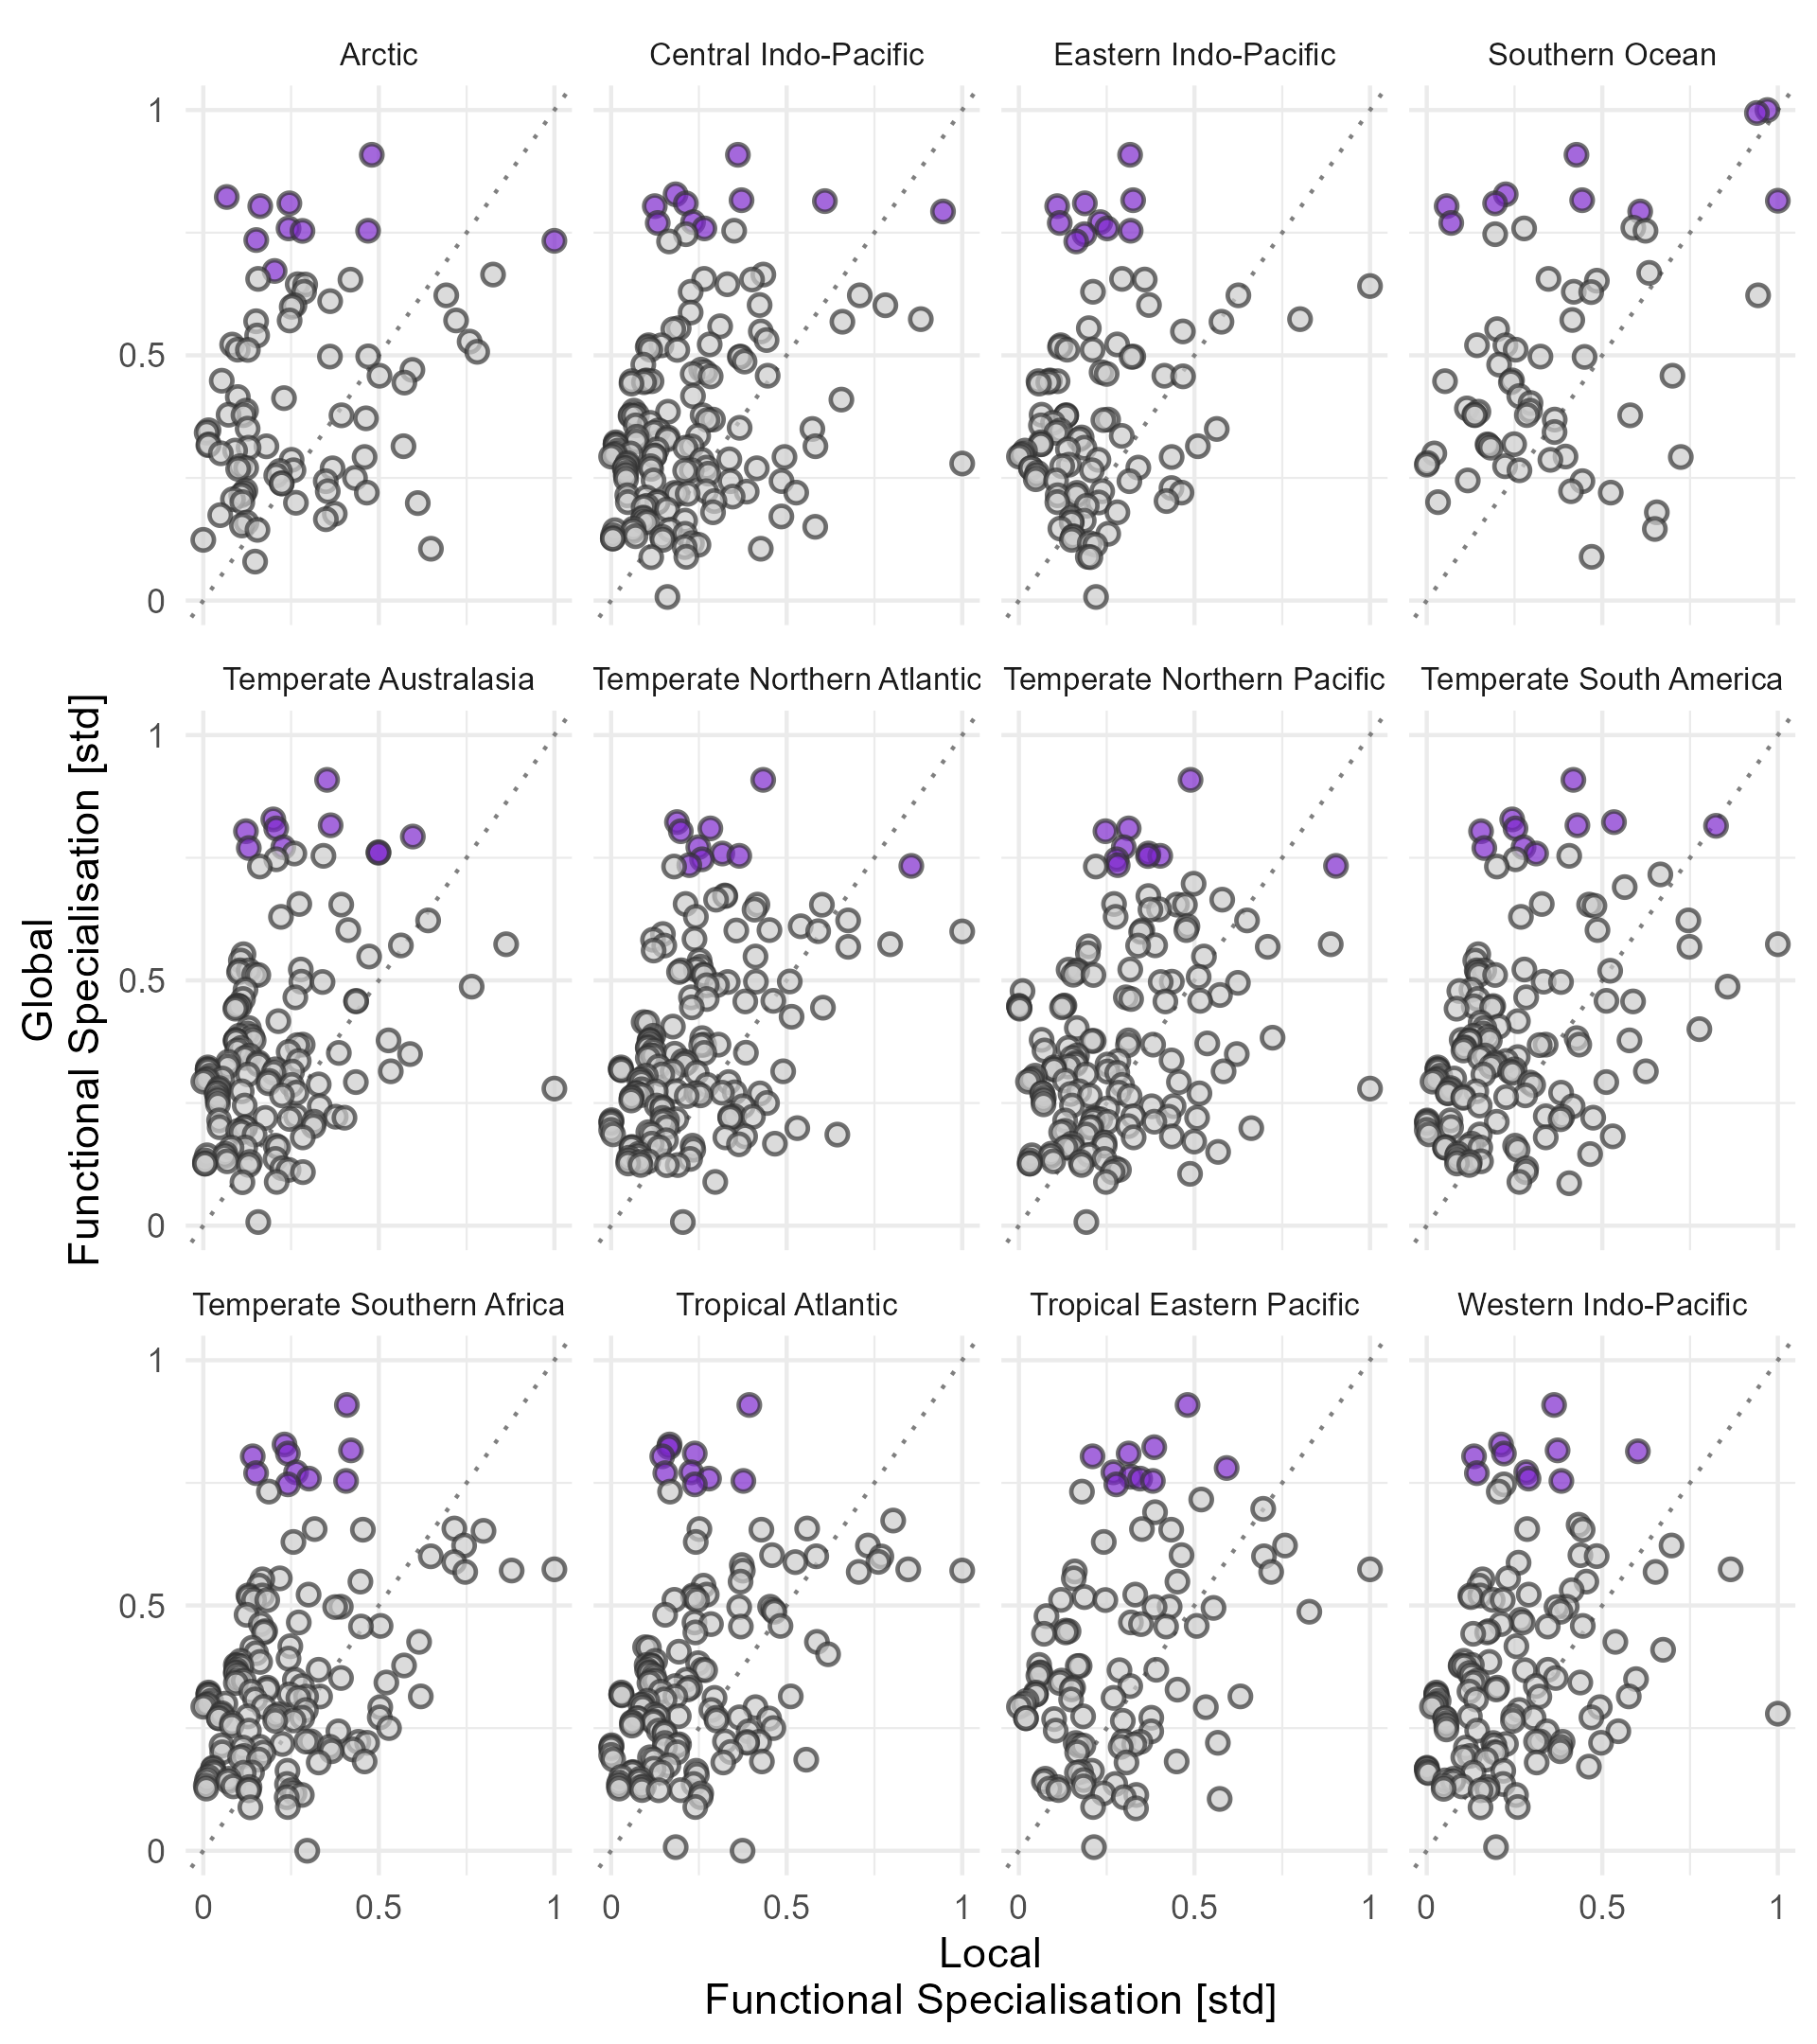 Arctic
Central Indo-Pacific
Eastern Indo-Pacific
Southern Ocean
1
0.5
0
Temperate Australasia
Temperate Northern Atlantic
Temperate Northern Pacific
Temperate South America
1
0.5
0
Global
Functional Specialisation [std]
Temperate Southern Africa
Tropical Atlantic
Tropical Eastern Pacific
Western Indo-Pacific
1
0.5
0
0 0.5 1 0 0.5 1 0 0.5 1 0 0.5 1
Local
Functional Specialisation [std]